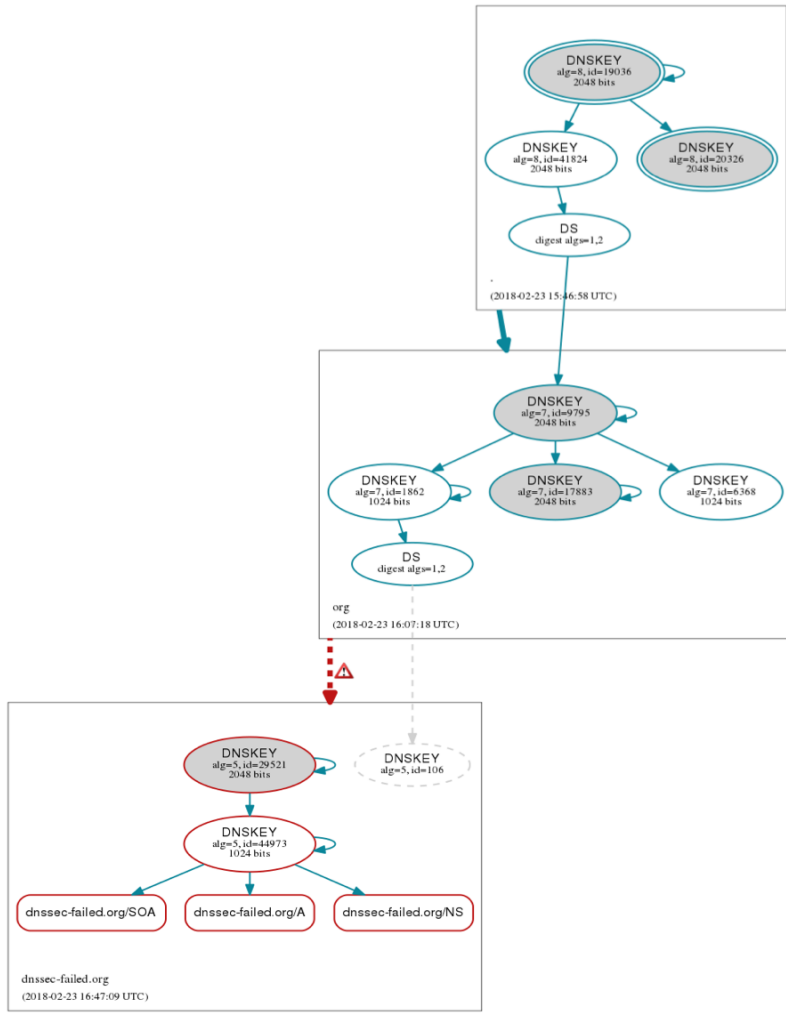 DNSKEY
alg=8, id=19036
2048 bits
DNSKEY
alg=8, id=41824
2048 bits
DNSKEY
alg=8, id=20326
2048 bits
DS
digest algs=1,2
.
(2018-02-23 15:46:58 UTC)
DNSKEY
alg=7, id=9795
2048 bits
DNSKEY
alg=7, id=1862
1024 bits
DNSKEY
alg=7, id=17883
2048 bits
DNSKEY
alg=7, id=6368
1024 bits
DS
digest algs=1,2
org
(2018-02-23 16:07:18 UTC)
DNSKEY
alg=5, id=29521
2048 bits
DNSKEY
alg=5, id=106
DNSKEY
alg=5, id=44973
1024 bits
dnssec-failed.org/SOA
dnssec-failed.org/A
dnssec-failed.org/NS
dnssec-failed.org
(2018-02-23 16:47:09 UTC)